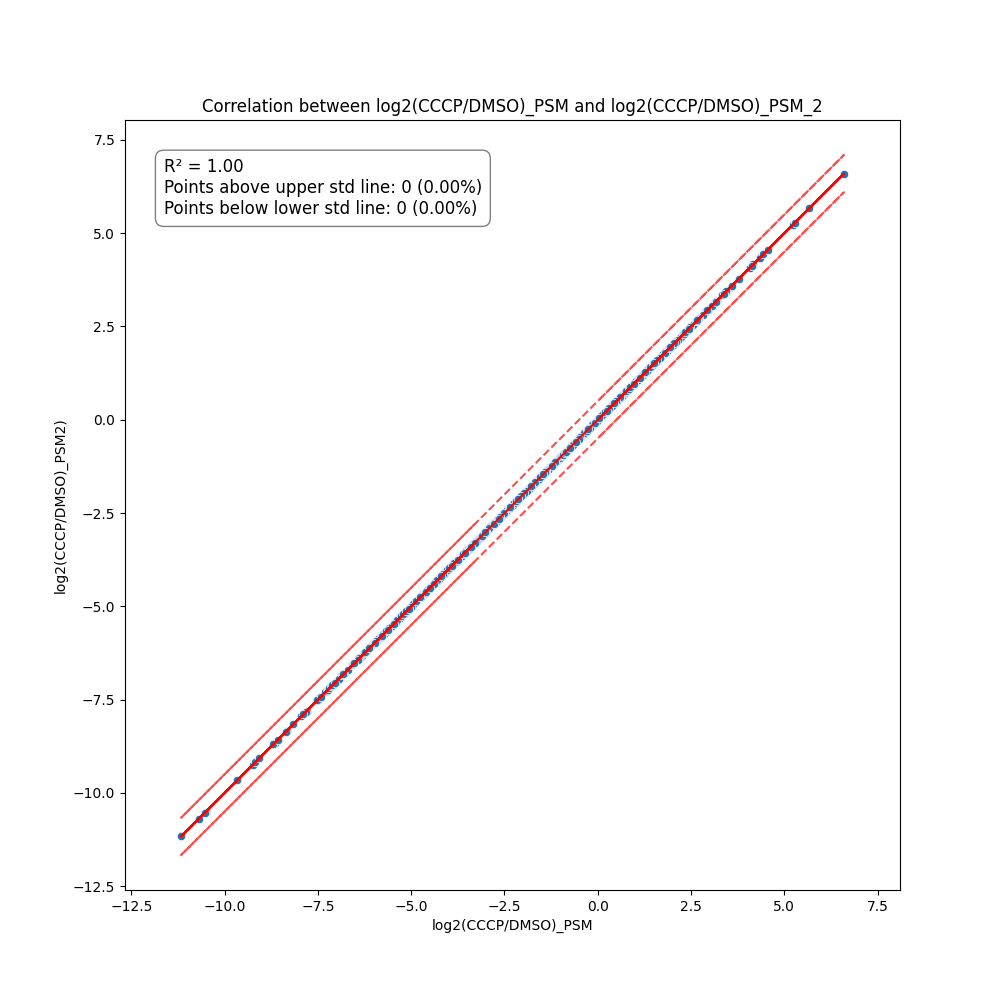 Correlation between log2(CCCP/DMSO)_PSM and log2(CCCP/DMSO)_PSM_2
R² = 1.00
Points above upper std line: 0 (0.00%)
Points below lower std line: 0 (0.00%)
7.5
5.0
2.5
0.0
−2.5
−5.0
−7.5
−10.0
−12.5
log2(CCCP/DMSO)_PSM2)
−12.5 −10.0 −7.5 −5.0 −2.5 0.0 2.5 5.0 7.5
log2(CCCP/DMSO)_PSM